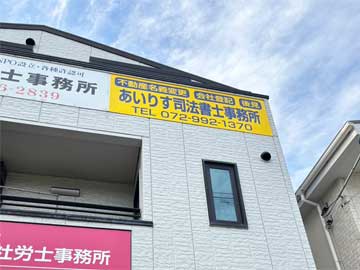 NPO設立・各種許認可
士事務所
6-2839
不動産名義変更 会社登記 後見
あいりす司法書士事務所
TEL 072-992-1370
社労士事務所